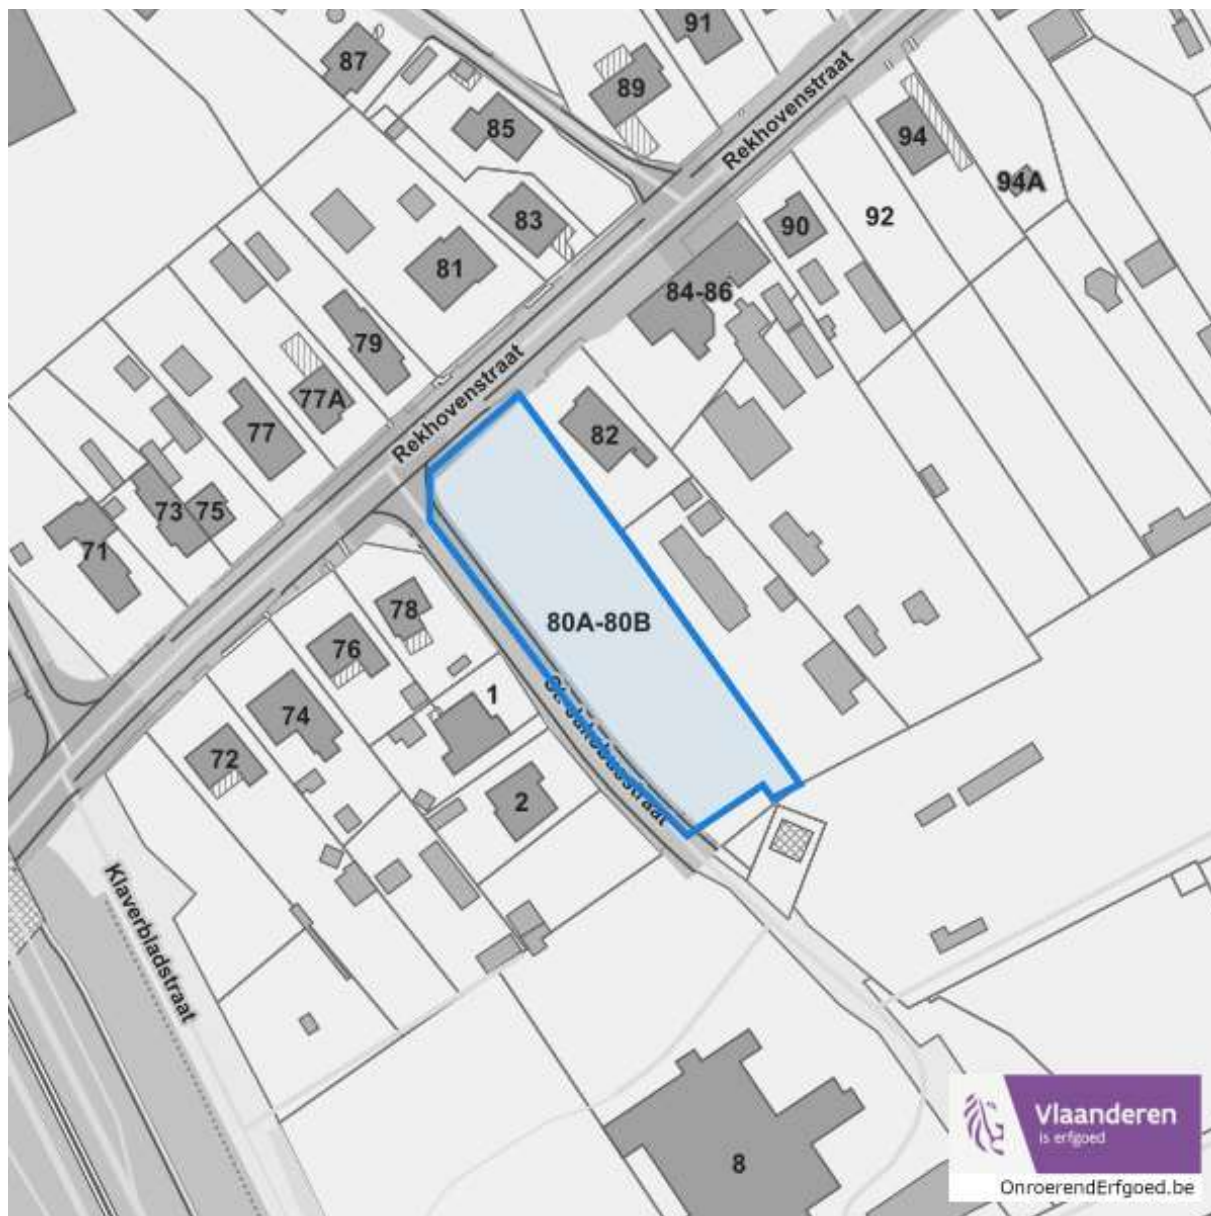 91
87
89
85
94
94A
83
92
90
81
84-86
Rekhovenstraat
79
77A
Rekhovenstraat
77
82
73
75
71
80A-80B
78
76
1
74
72
2
Klaverbladstraat
8
Vlaanderen
is erfgoed
OnroerendErfgoed.be